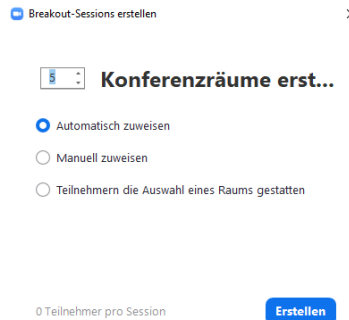 Breakout-Sessions erstellen
5 Konferenzräume erst...
Automatisch zuweisen
Manuell zuweisen
Teilnehmern die Auswahl eines Raums gestatten
0 Teilnehmer pro Session Erstellen